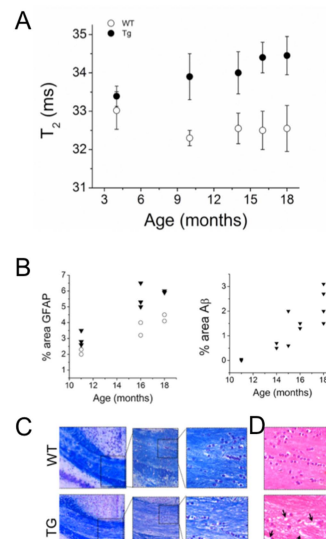 A
WT
Tg
T2 (ms)
35
34
33
32
31
3 6 9 12 15 18
Age (months)
B
% area GFAP
7
6
5
4
3
2
1
0
10 12 14 16 18
Age (months)
% area Aβ
3
2
1
0
10 12 14 16 18
Age (months)
C
D
WT
TG